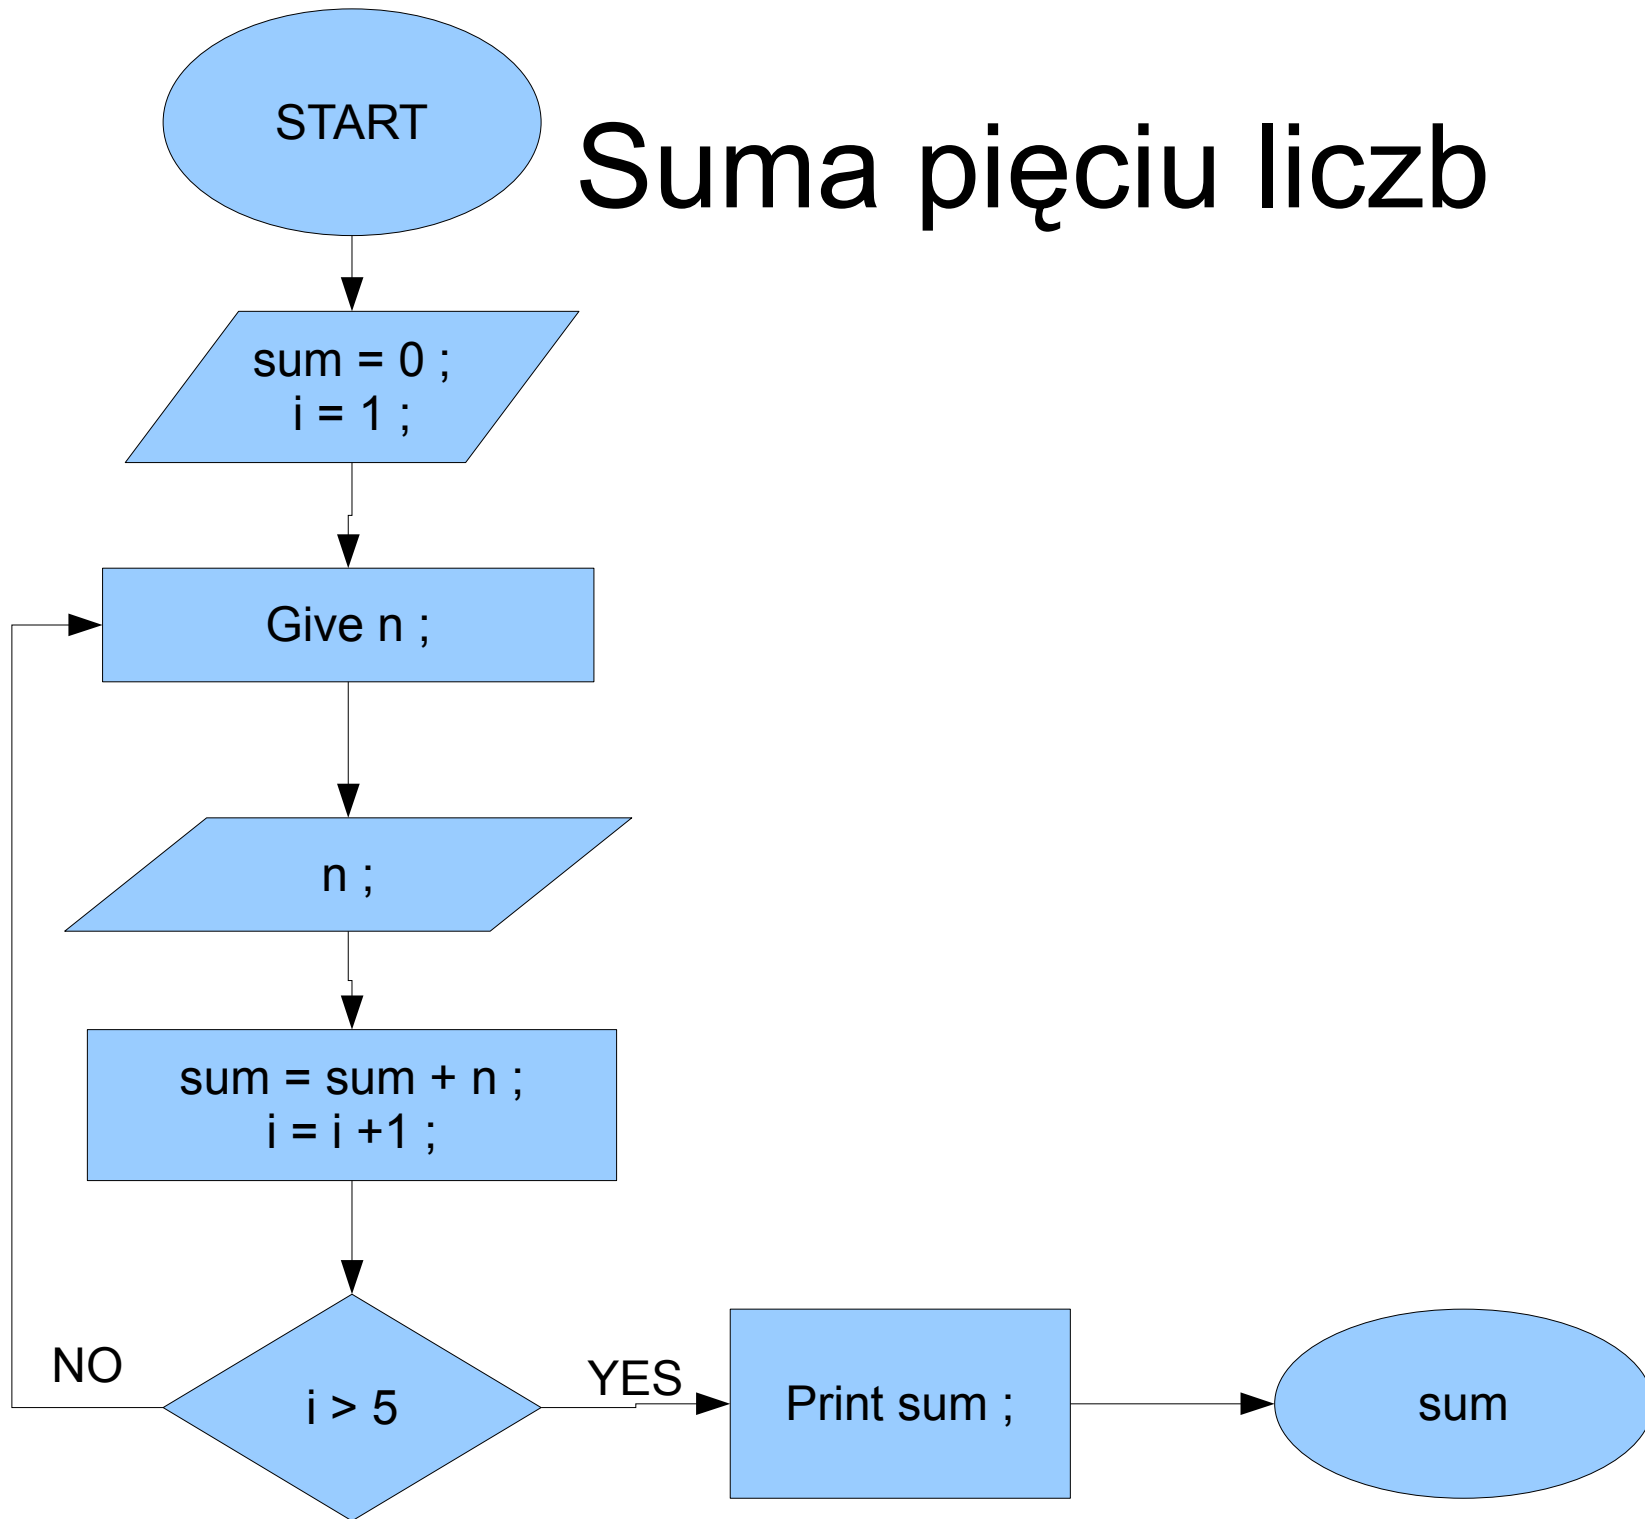 START
Suma pięciu liczb
sum = 0 ;
i = 1 ;
Give n ;
n ;
sum = sum + n ;
i = i +1 ;
NO
i > 5
YES
Print sum ;
sum